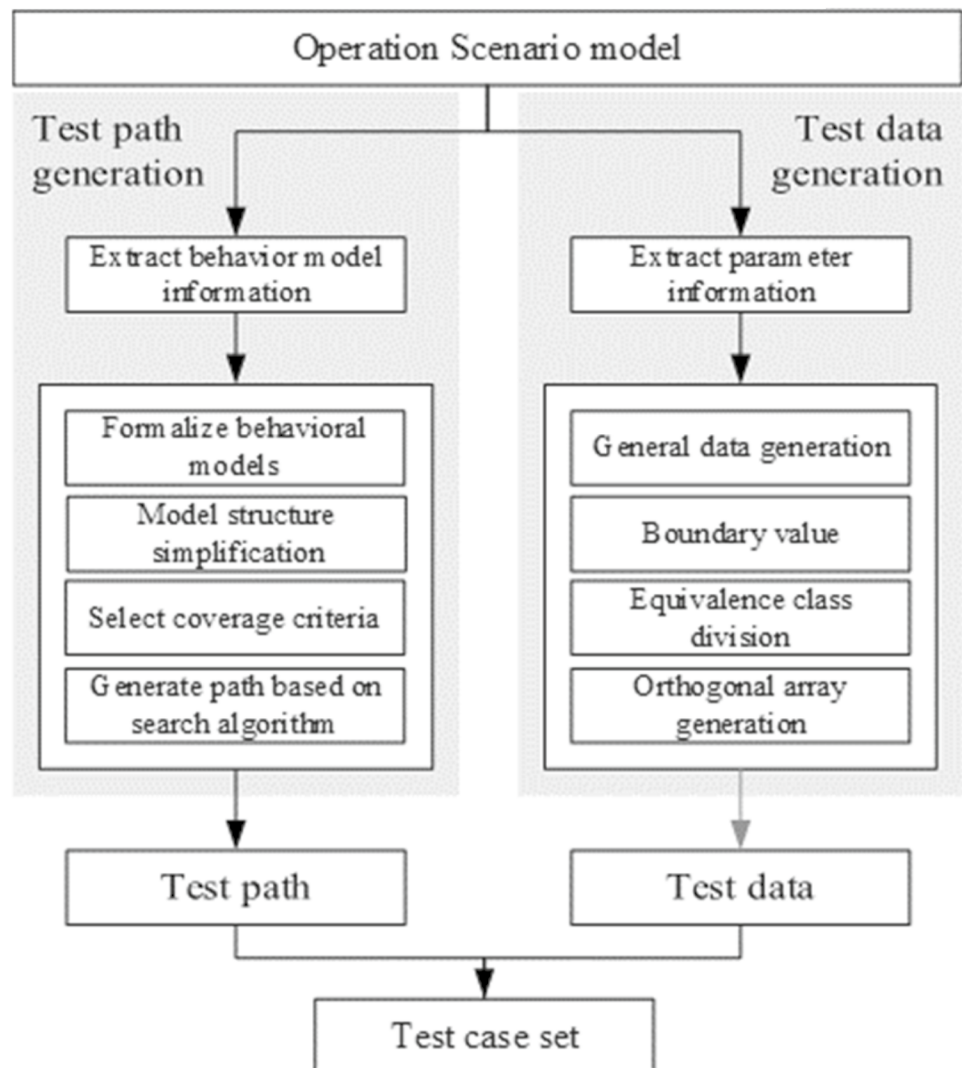 Operation Scenario model
Test path
generation
Test data
generation
Extract behavior model
information
Extract parameter
information
Formalize behavioral
models
Model structure
simplification
Select coverage criteria
Generate path based on
search algorithm
General data generation
Boundary value
Equivalence class
division
Orthogonal array
generation
Test path
Test data
Test case set